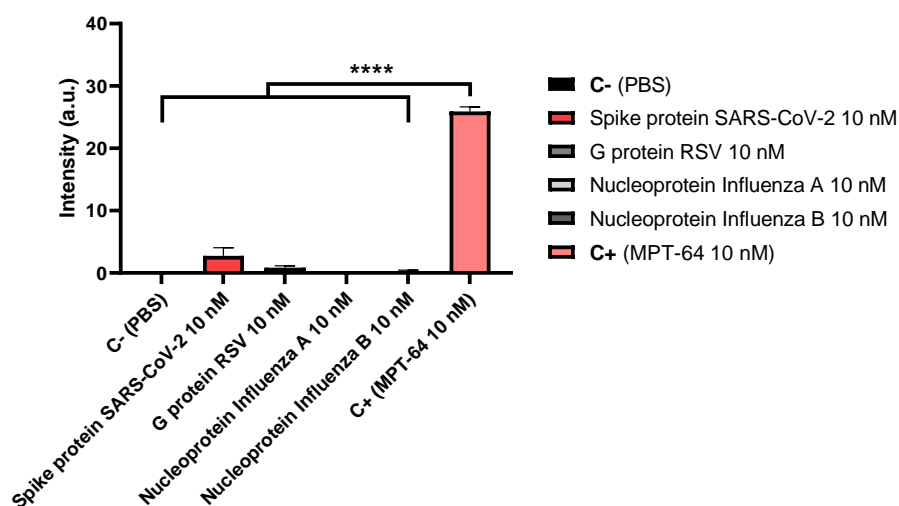 40
30
20
10
0
Intensity (a.u.)
****
C- (PBS)
Spike protein SARS-CoV-2 10 nM
G protein RSV 10 nM
Nucleoprotein Influenza A 10 nM
Nucleoprotein Influenza B 10 nM
C+ (MPT-64 10 nM)
C- (PBS)
Spike protein SARS-CoV-2 10 nM
G protein RSV 10 nM
Nucleoprotein Influenza A 10 nM
Nucleoprotein Influenza B 10 nM
C+ (MPT-64 10 nM)